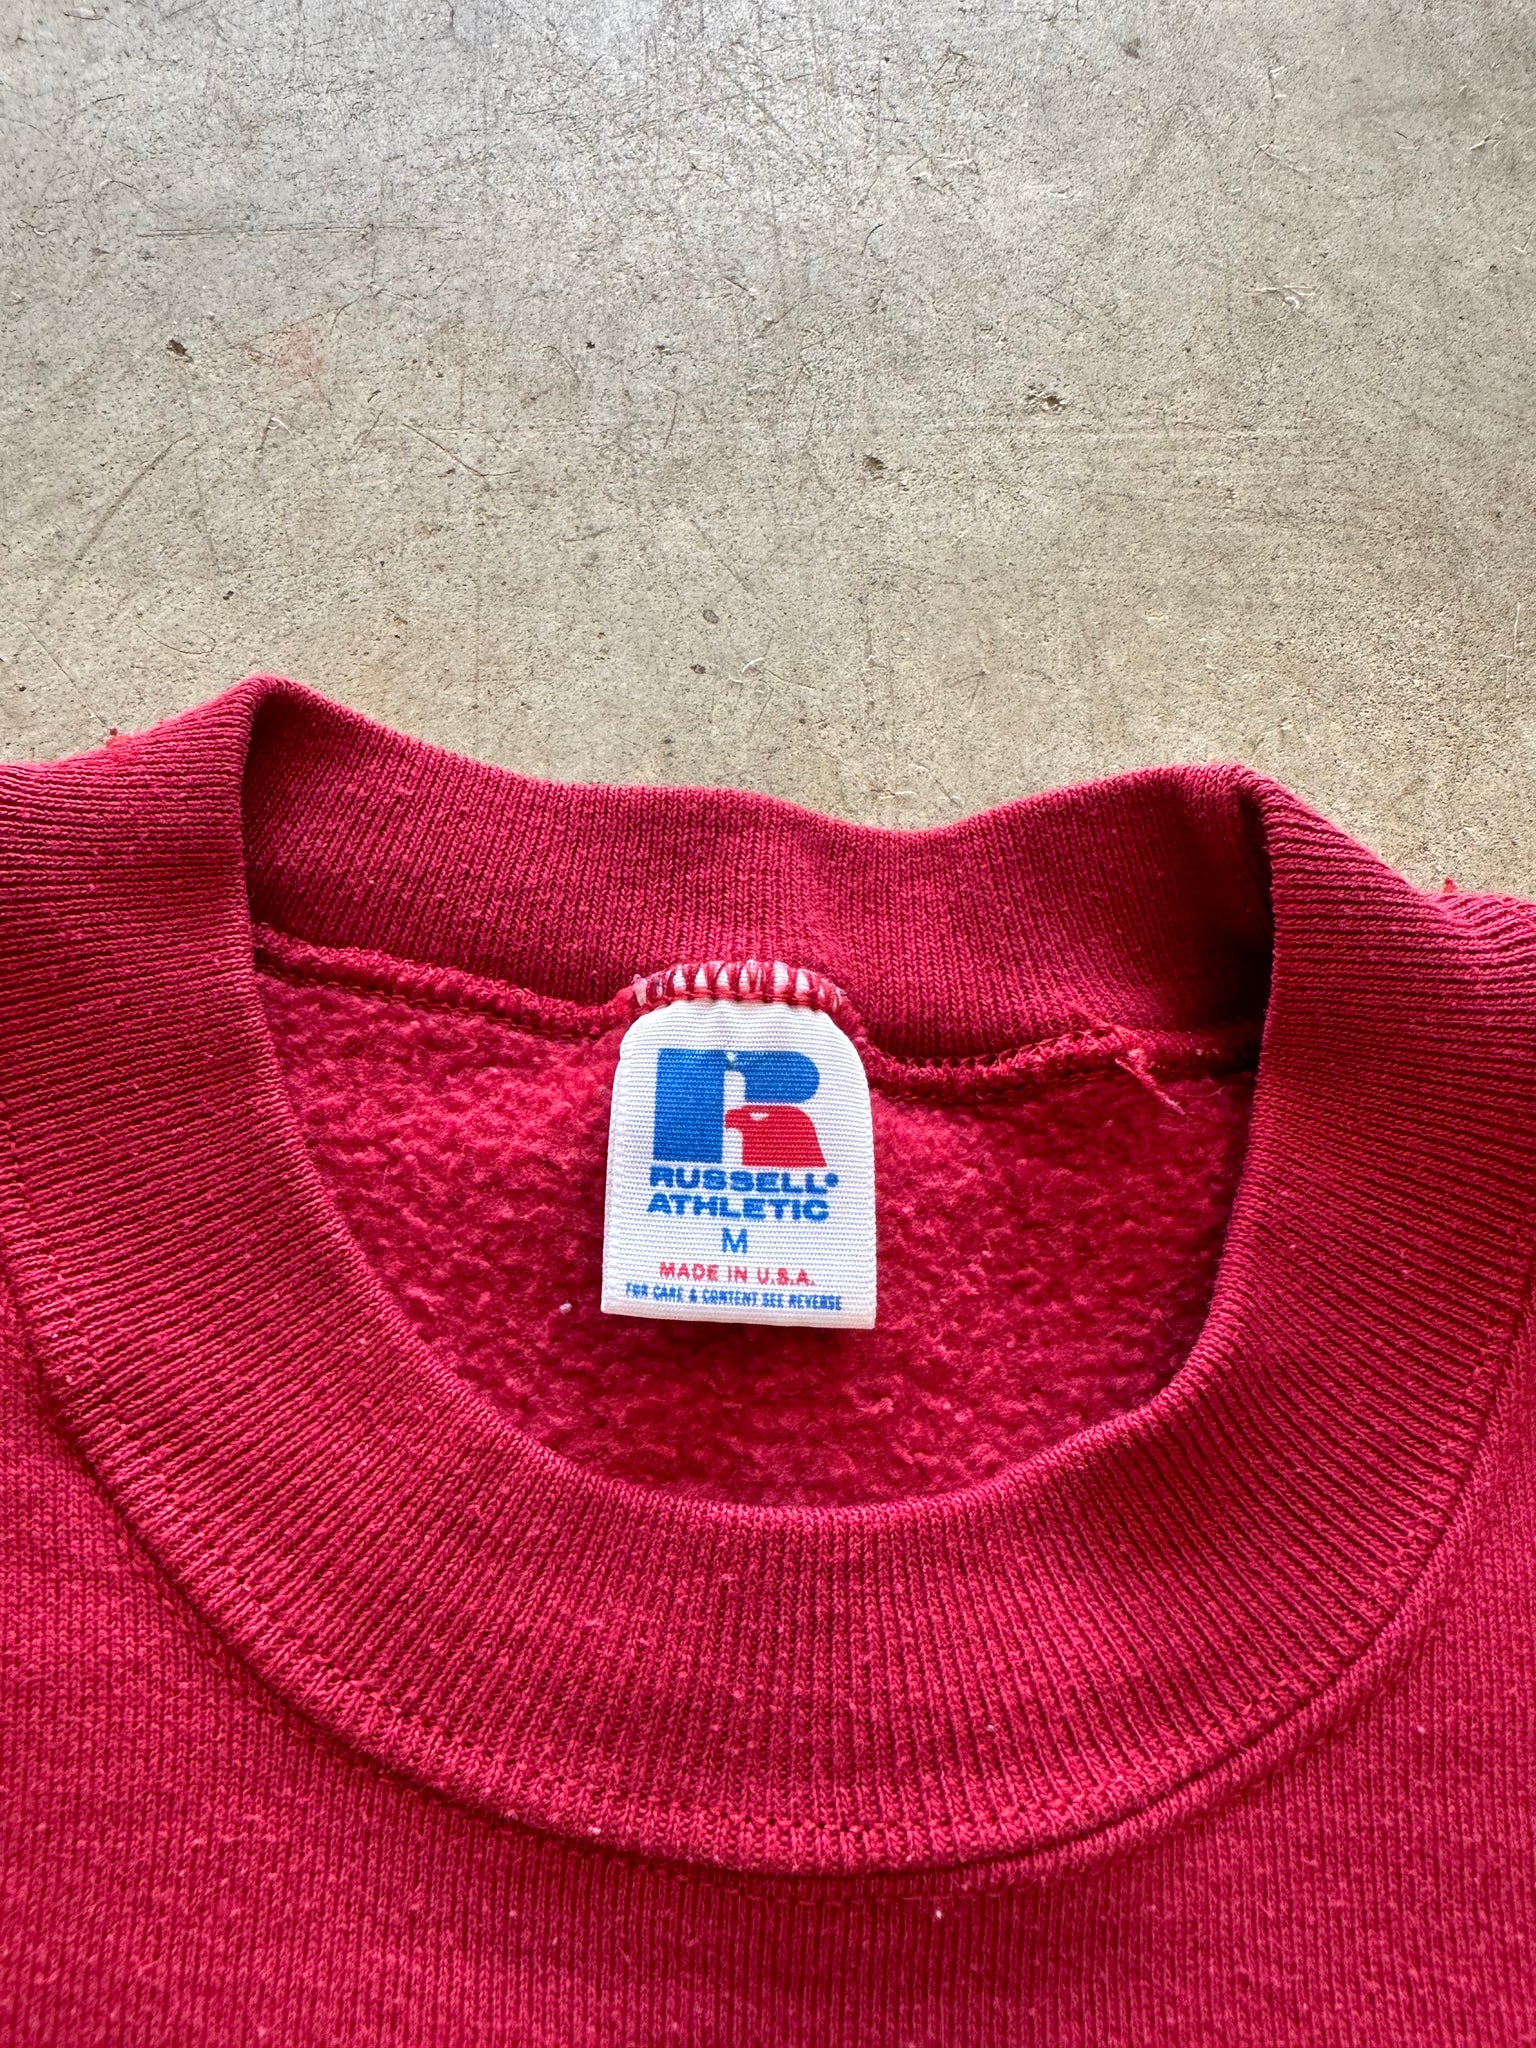 RUSSELL®
ATHLETIC
M
MADE IN U.S.A.
FOR CARE & CONTENT SEE REVERSE